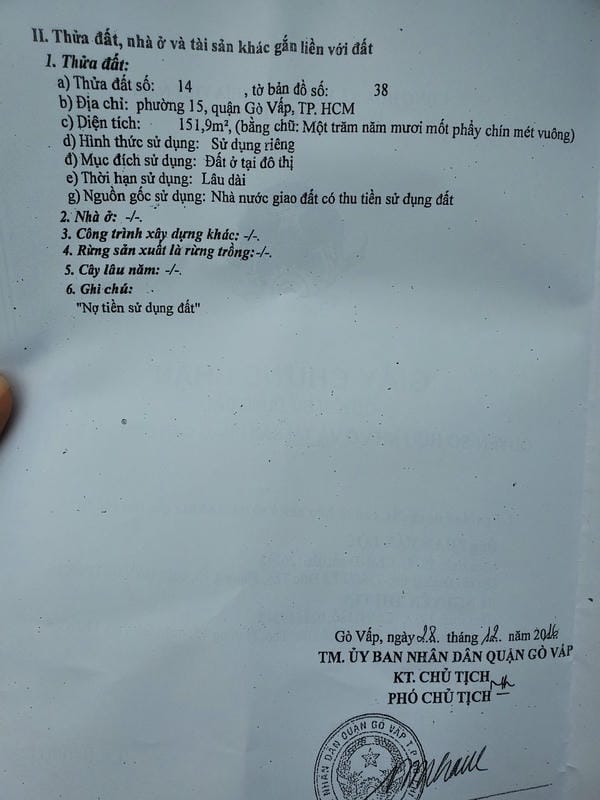 II. Thửa đất, nhà ở và tài sản khác gắn liền với đất
1. Thửa đất:
a) Thửa đất số: 14 , tờ bản đồ số: 38
b) Địa chỉ: phường 15, quận Gò Vấp, TP. HCM
c) Diện tích: 151,9m², (bằng chữ: Một trăm năm mươi mốt phẩy chín mét vuông)
d) Hình thức sử dụng: Sử dụng riêng
đ) Mục đích sử dụng: Đất ở tại đô thị
e) Thời hạn sử dụng: Lâu dài
g) Nguồn gốc sử dụng: Nhà nước giao đất có thu tiền sử dụng đất
2. Nhà ở: -/-.
3. Công trình xây dựng khác: -/-.
4. Rừng sản xuất là rừng trồng:-/-.
5. Cây lâu năm: -/-.
6. Ghi chú:
"Nợ tiền sử dụng đất"
Gò Vấp, ngày 28 tháng 12 năm 2016
TM. ỦY BAN NHÂN DÂN QUẬN GÒ VẤP
KT. CHỦ TỊCH
PHÓ CHỦ TỊCH
NHÂN DÂN QUẬN GÒ VẤP T.P